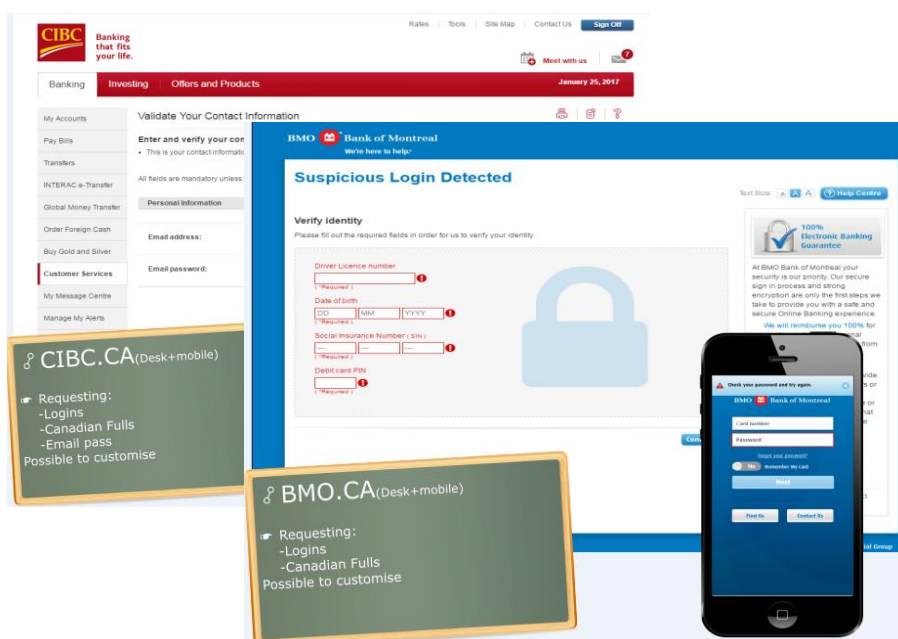 CIBC
Banking
that fits
your life.
Rates
Tools
Site Map
Contact Us
Sign Off
Meet with us
7
Banking
Investing
Offers and Products
January 25, 2017
My Accounts
Pay Bills
Transfers
INTERAC e-Transfer
Global Money Transfer
Order Foreign Cash
Buy Gold and Silver
Customer Services
My Message Centre
Manage My Alerts
Validate Your Contact Information
Enter and verify your con
• This is your contact informatic
All fields are mandatory unless
Personal Information
Email address:
Email password:
BMO Bank of Montreal
We're here to help.
Suspicious Login Detected
Text Size: A A A
? Help Centre
Verify identity
Please fill out the required fields in order for us to verify your identity.
Driver Licence number
( *Required )
Date of birth
DD MM YYYY
( *Required )
Social Insurance Number ( SIN )
--- --- ---
( *Required )
Debit card PIN
( *Required )
100%
Electronic Banking
Guarantee
At BMO Bank of Montreal your
security is our priority. Our secure
sign in process and strong
encryption are only the first steps we
take to provide you with a safe and
secure Online Banking experience.
We will reimburse you 100% for
from
or
Check your password and try again.
BMO Bank of Montreal
Card number
Password
Forgot your password?
No
Remember My Card
Next
Find Us
Contact Us
al Group
CIBC.CA(Desk+mobile)
☛ Requesting:
-Logins
-Canadian Fulls
-Email pass
Possible to customise
BMO.CA(Desk+mobile)
☛ Requesting:
-Logins
-Canadian Fulls
Possible to customise